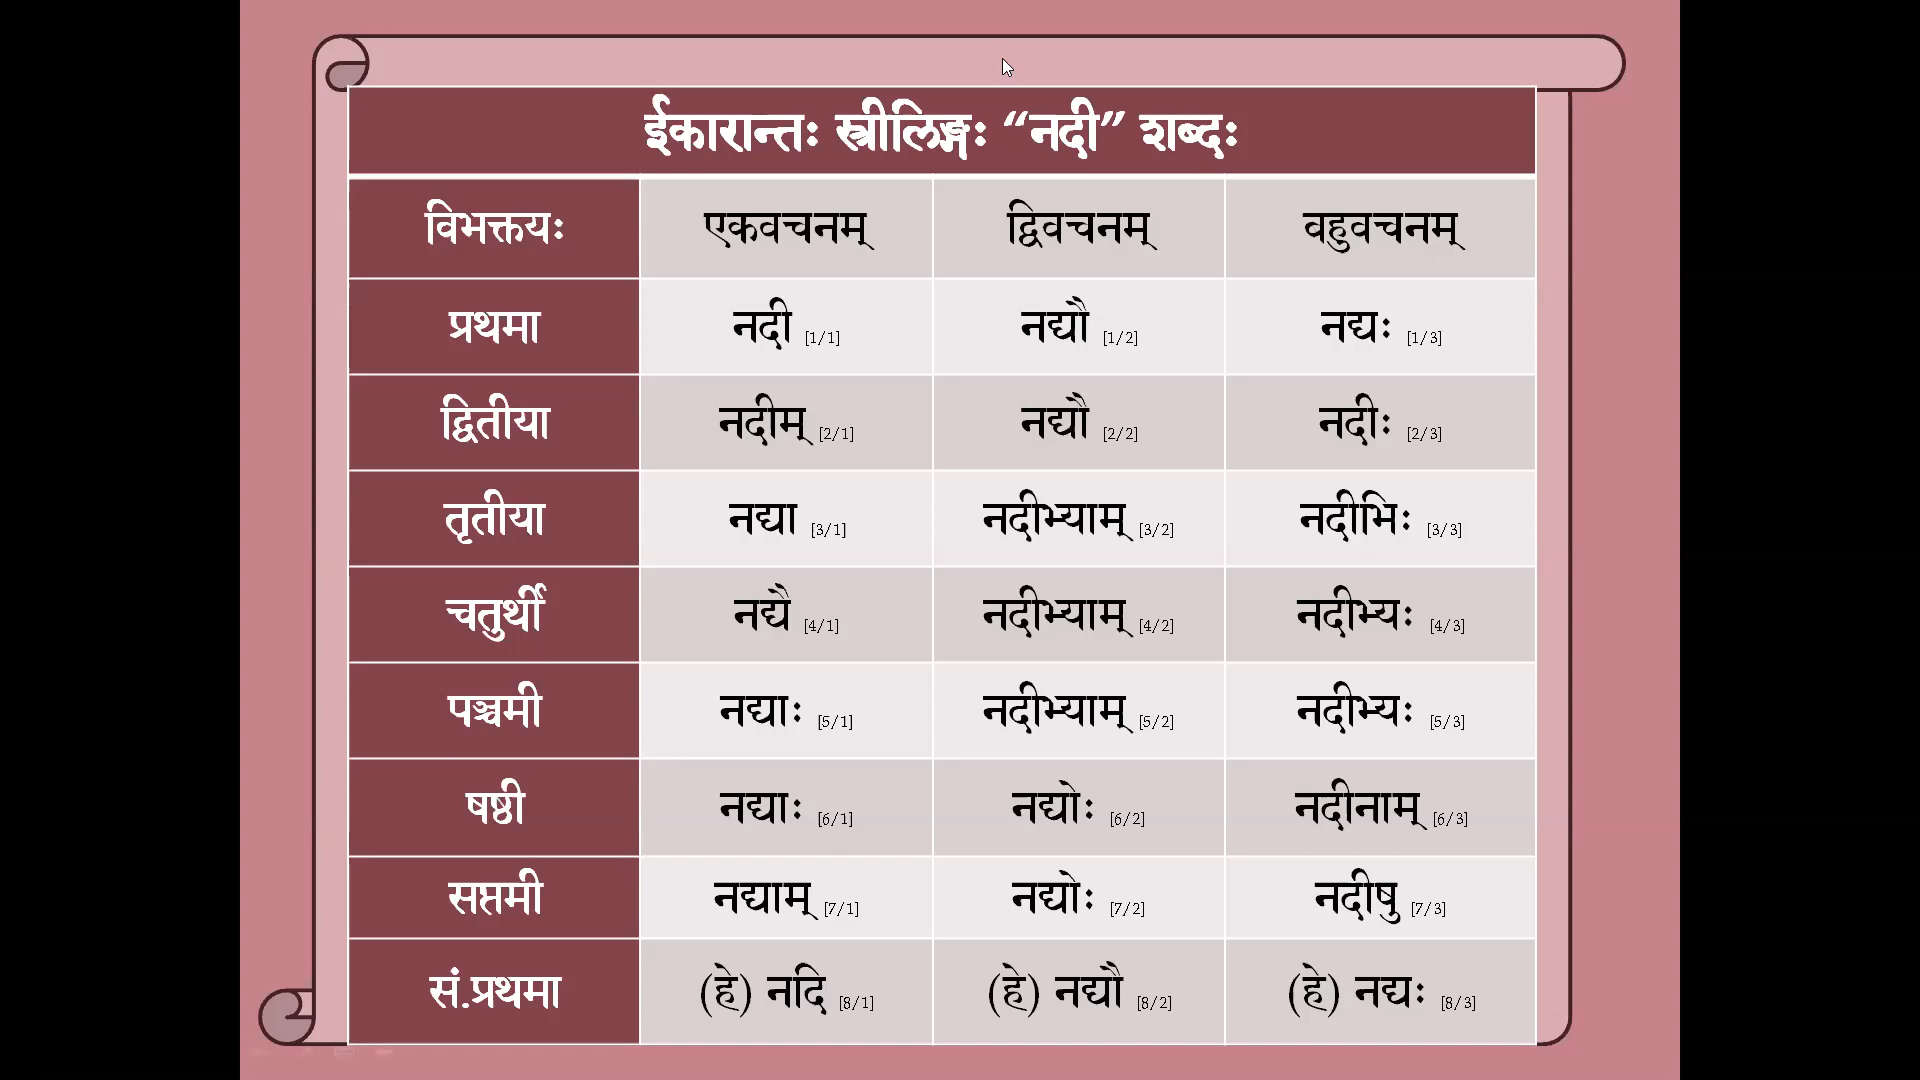 ईकारान्तः स्त्रीलिङ्गः “नदी” शब्दः
विभक्तयः एकवचनम् द्विवचनम् वहुवचनम्
प्रथमा नदी [1/1] नद्यौ [1/2] नद्यः [1/3]
द्वितीया नदीम् [2/1] नद्यौ [2/2] नदीः [2/3]
तृतीया नद्या [3/1] नदीभ्याम् [3/2] नदीभिः [3/3]
चतुर्थी नद्यै [4/1] नदीभ्याम् [4/2] नदीभ्यः [4/3]
पञ्चमी नद्याः [5/1] नदीभ्याम् [5/2] नदीभ्यः [5/3]
षष्ठी नद्याः [6/1] नद्योः [6/2] नदीनाम् [6/3]
सप्तमी नद्याम् [7/1] नद्योः [7/2] नदीषु [7/3]
सं.प्रथमा (हे) नदि [8/1] (हे) नद्यौ [8/2] (हे) नद्यः [8/3]